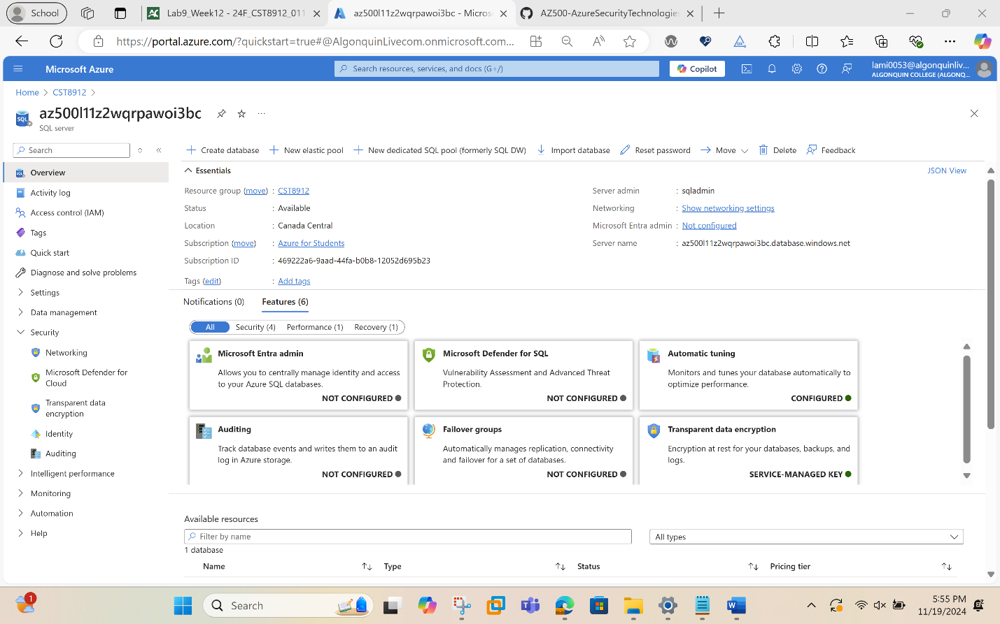 School
Lab9_Week12 - 24F_CST8912_011
az500l11z2wqrpawoi3bc - Micros
AZ500-AzureSecurityTechnologies
https://portal.azure.com/?quickstart=true#@AlgonquinLivecom.onmicrosoft.com...
Microsoft Azure
Search resources, services, and docs (G+/)
Copilot
lami0053@algonquinliv...
ALGONQUIN COLLEGE (ALGONQ...
Home > CST8912 >
az500l11z2wqrpawoi3bc
SQL server
Search
Create database
New elastic pool
New dedicated SQL pool (formerly SQL DW)
Import database
Reset password
Move
Delete
Feedback
Overview
Activity log
Access control (IAM)
Tags
Quick start
Diagnose and solve problems
Settings
Data management
Security
Networking
Microsoft Defender for
Cloud
Transparent data
encryption
Identity
Auditing
Intelligent performance
Monitoring
Automation
Help
Essentials
JSON View
Resource group (move) : CST8912
Status : Available
Location : Canada Central
Subscription (move) : Azure for Students
Subscription ID : 469222a6-9aad-44fa-b0b8-12052d695b23
Tags (edit) : Add tags
Server admin : sqladmin
Networking : Show networking settings
Microsoft Entra admin : Not configured
Server name : az500l11z2wqrpawoi3bc.database.windows.net
Notifications (0)
Features (6)
All
Security (4)
Performance (1)
Recovery (1)
Microsoft Entra admin
Allows you to centrally manage identity and access
to your Azure SQL databases.
NOT CONFIGURED
Microsoft Defender for SQL
Vulnerability Assessment and Advanced Threat
Protection.
NOT CONFIGURED
Automatic tuning
Monitors and tunes your database automatically to
optimize performance.
CONFIGURED
Auditing
Track database events and writes them to an audit
log in Azure storage.
NOT CONFIGURED
Failover groups
Automatically manages replication, connectivity
and failover for a set of databases.
NOT CONFIGURED
Transparent data encryption
Encryption at rest for your databases, backups, and
logs.
SERVICE-MANAGED KEY
Available resources
Filter by name
All types
1 database
Name
Type
Status
Pricing tier
1
Search
5:55 PM
11/19/2024